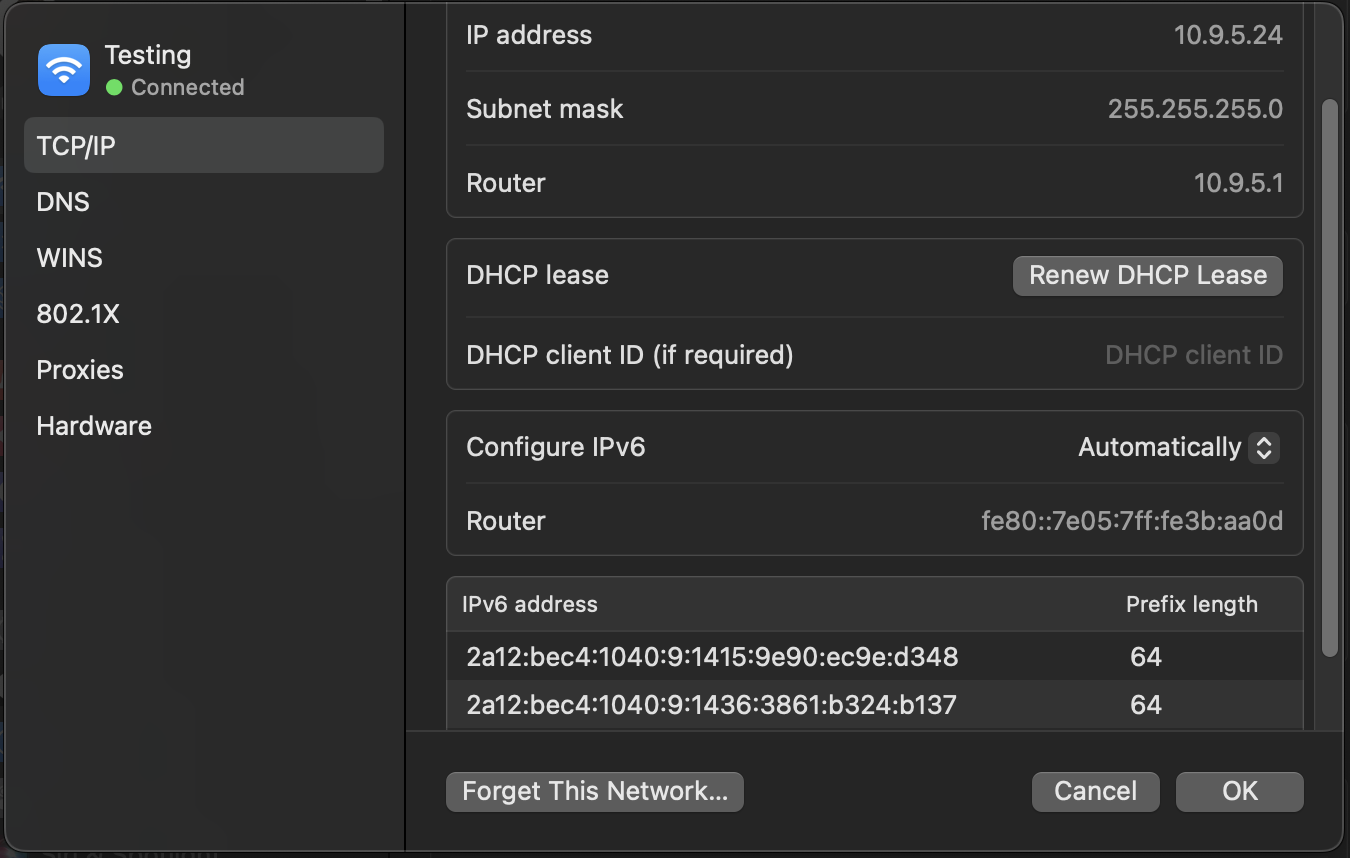 Testing
Connected
TCP/IP
DNS
WINS
802.1X
Proxies
Hardware
IP address 10.9.5.24
Subnet mask 255.255.255.0
Router 10.9.5.1
DHCP lease Renew DHCP Lease
DHCP client ID (if required) DHCP client ID
Configure IPv6 Automatically
Router fe80::7e05:7ff:fe3b:aa0d
IPv6 address Prefix length
2a12:bec4:1040:9:1415:9e90:ec9e:d348 64
2a12:bec4:1040:9:1436:3861:b324:b137 64
Forget This Network... Cancel OK